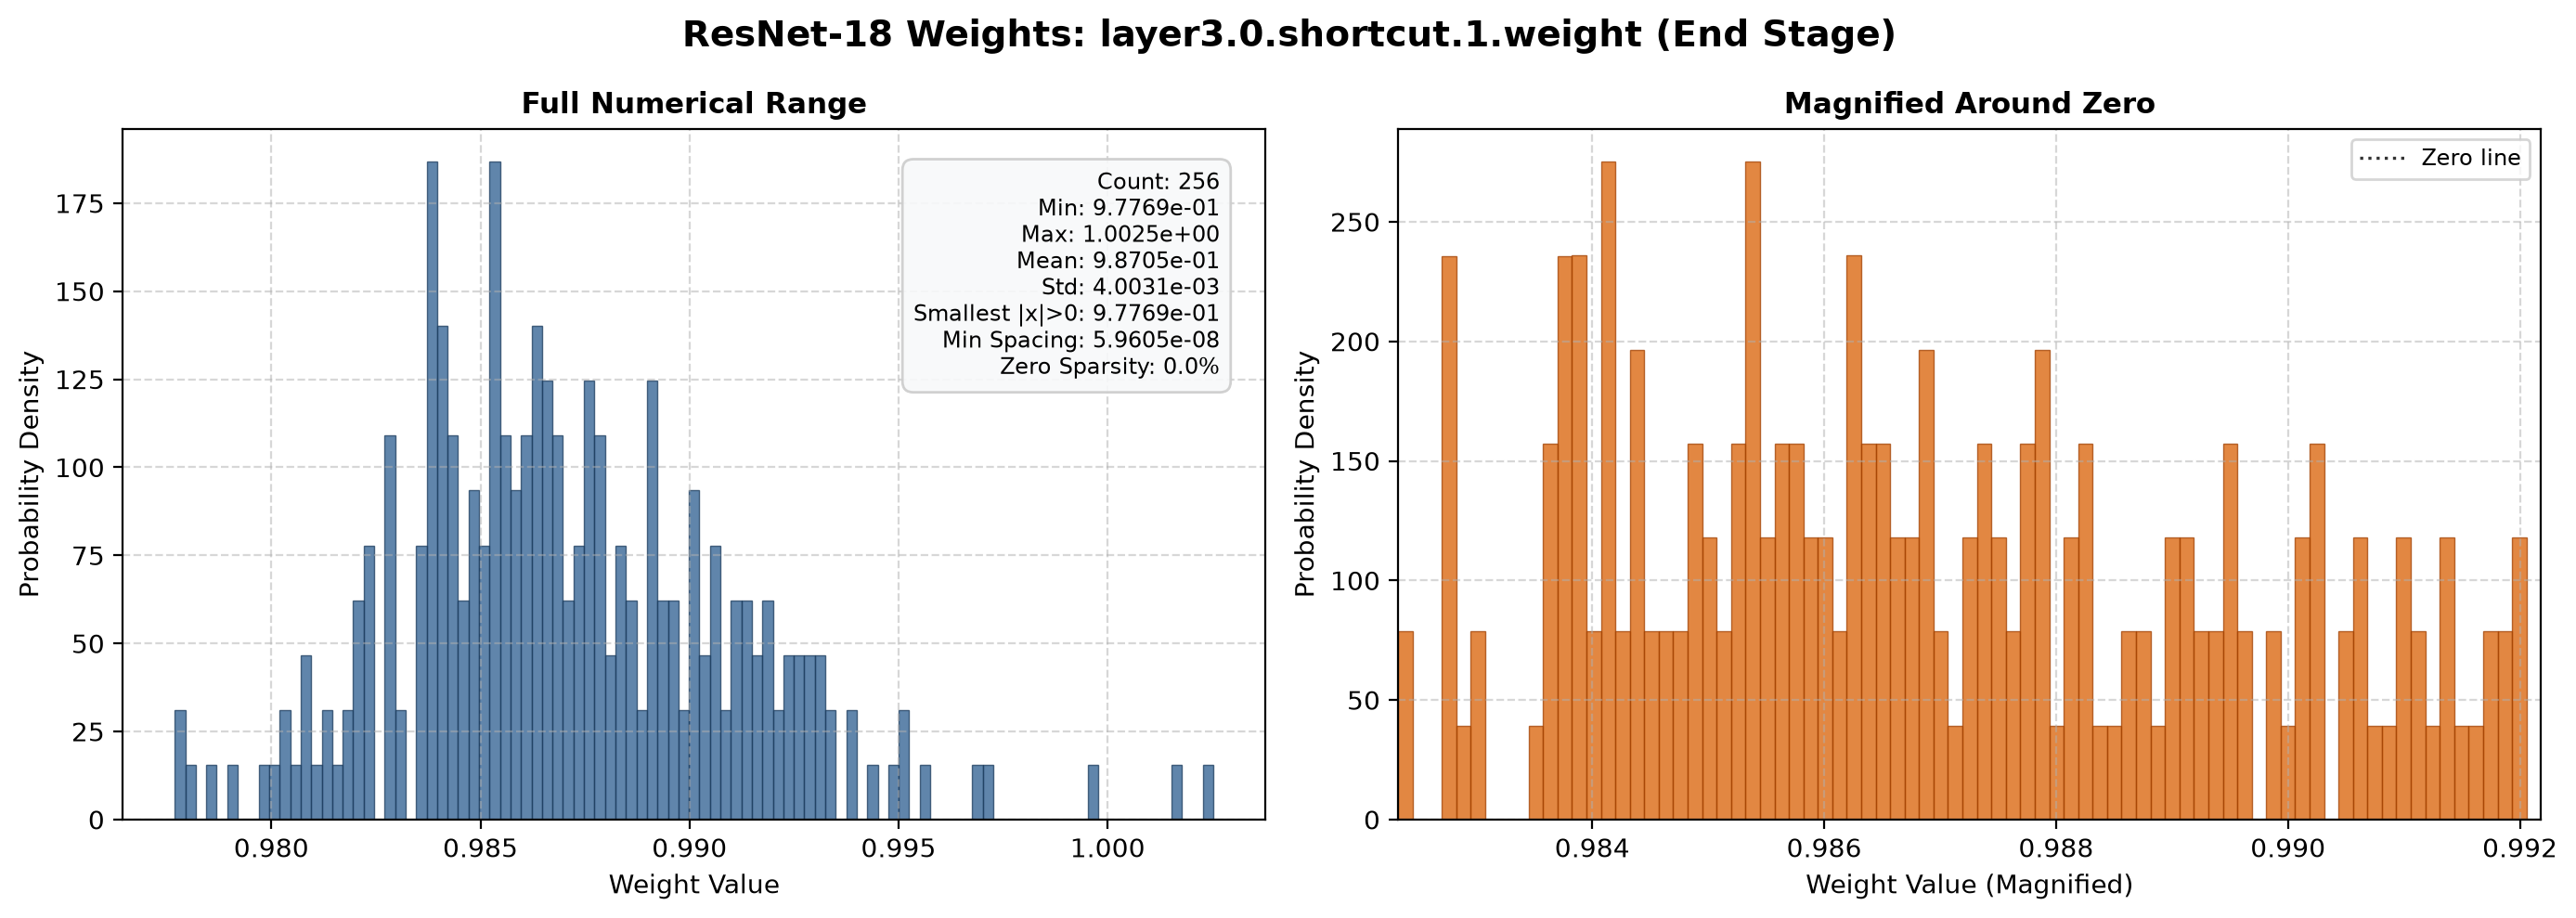 ResNet-18 Weights: layer3.0.shortcut.1.weight (End Stage)
Full Numerical Range
Probability Density
175
150
125
100
75
50
25
0
Count: 256
Min: 9.7769e-01
Max: 1.0025e+00
Mean: 9.8705e-01
Std: 4.0031e-03
Smallest |x|>0: 9.7769e-01
Min Spacing: 5.9605e-08
Zero Sparsity: 0.0%
0.980 0.985 0.990 0.995 1.000
Weight Value
Magnified Around Zero
Probability Density
250
200
150
100
50
0
Zero line
0.984 0.986 0.988 0.990 0.992
Weight Value (Magnified)